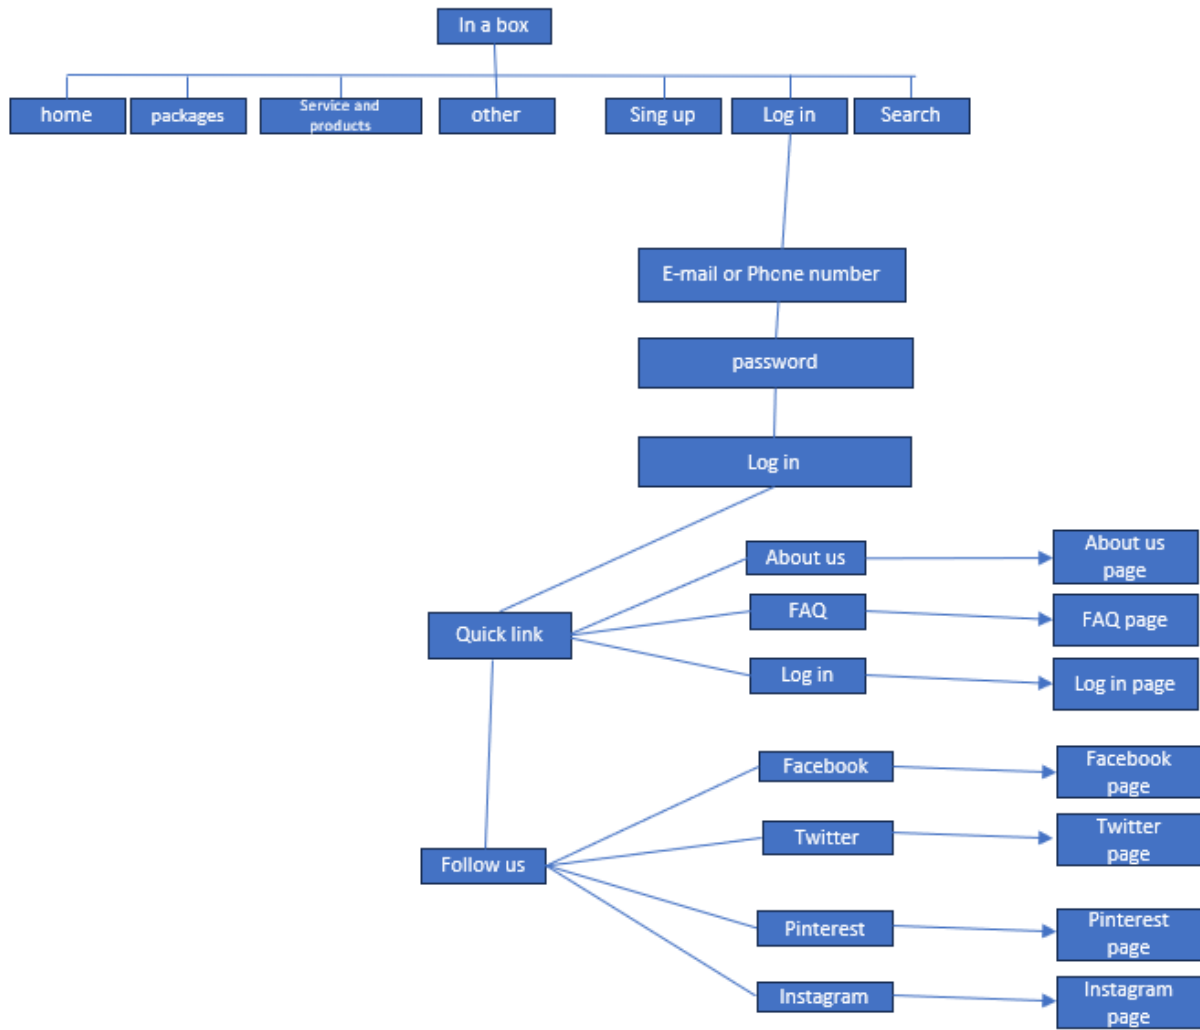 In a box
home
packages
Service and
products
other
Sing up
Log in
Search
E-mail or Phone number
password
Log in
Quick link
About us
About us
page
FAQ
FAQ page
Log in
Log in page
Follow us
Facebook
Facebook
page
Twitter
Twitter
page
Pinterest
Pinterest
page
Instagram
Instagram
page